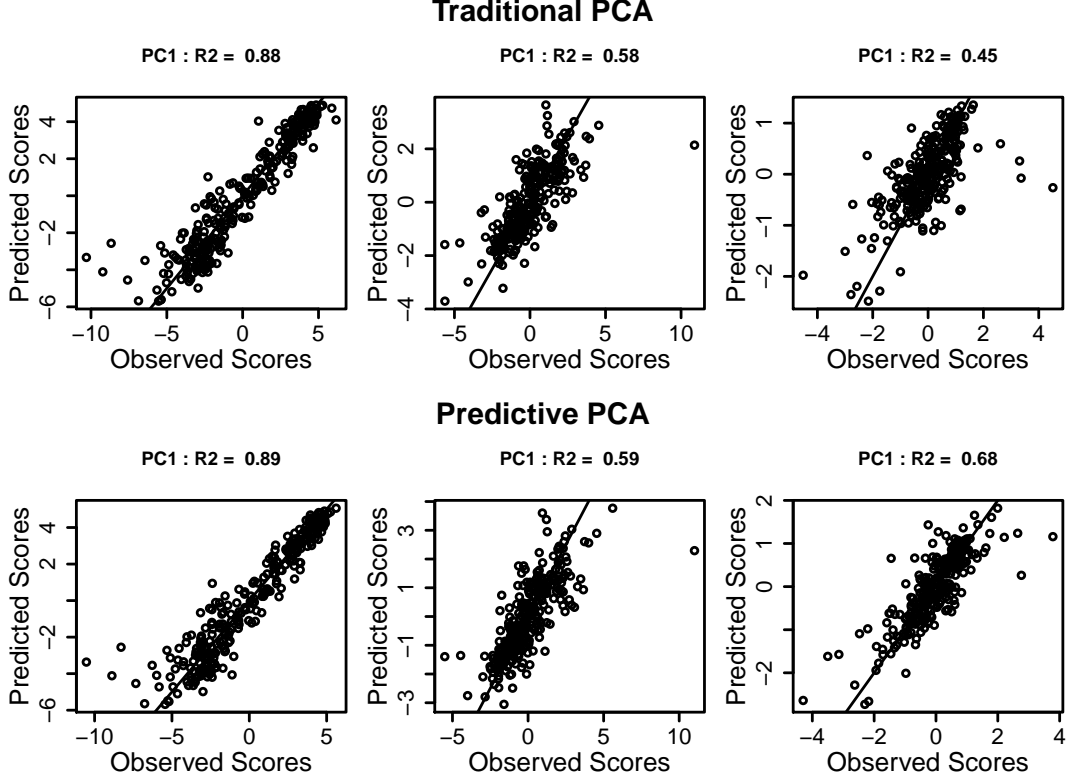 Traditional PCA
PC1 : R2 = 0.88
PC1 : R2 = 0.58
PC1 : R2 = 0.45
Predicted Scores
4
2
−2
−6
−10
−5
0
5
Observed Scores
Predicted Scores
2
0
−2
−4
−5
0
5
10
Observed Scores
Predicted Scores
1
0
−1
−2
−4
−2
0
2
4
Observed Scores
Predictive PCA
PC1 : R2 = 0.89
PC1 : R2 = 0.59
PC1 : R2 = 0.68
Predicted Scores
4
2
−2
−6
−10
−5
0
5
Observed Scores
Predicted Scores
3
1
−1
−3
−5
0
5
10
Observed Scores
Predicted Scores
2
1
0
−2
−4
−2
0
2
4
Observed Scores